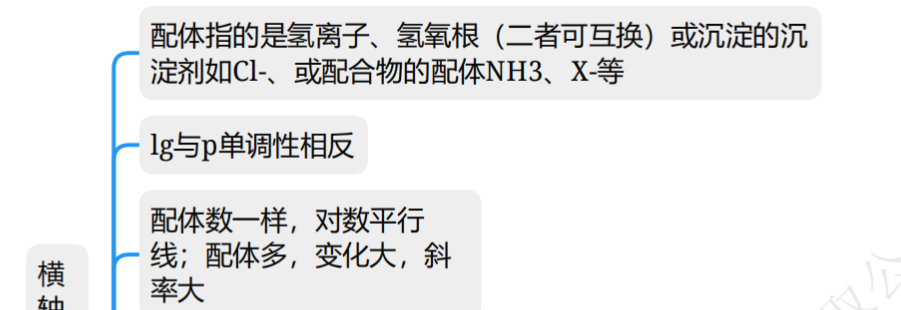 配体指的是氢离子、氢氧根（二者可互换）或沉淀的沉
淀剂如Cl-、或配合物的配体NH3、X-等
lg与p单调性相反
配体数一样，对数平行
线；配体多，变化大，斜
率大
横
轴
取公